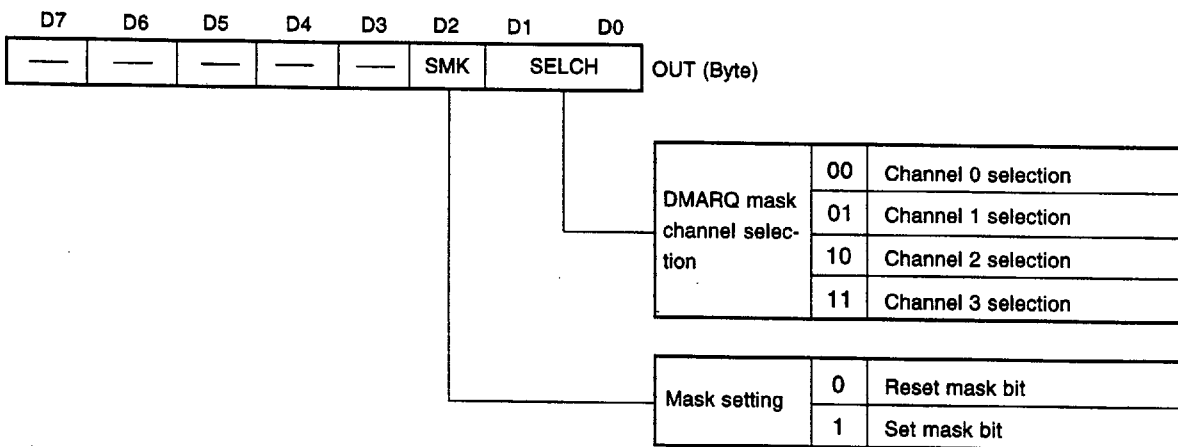 D7 D6 D5 D4 D3 D2 D1 D0
— — — — — SMK SELCH OUT (Byte)
DMARQ mask
channel selec-
tion
00 Channel 0 selection
01 Channel 1 selection
10 Channel 2 selection
11 Channel 3 selection
Mask setting
0 Reset mask bit
1 Set mask bit